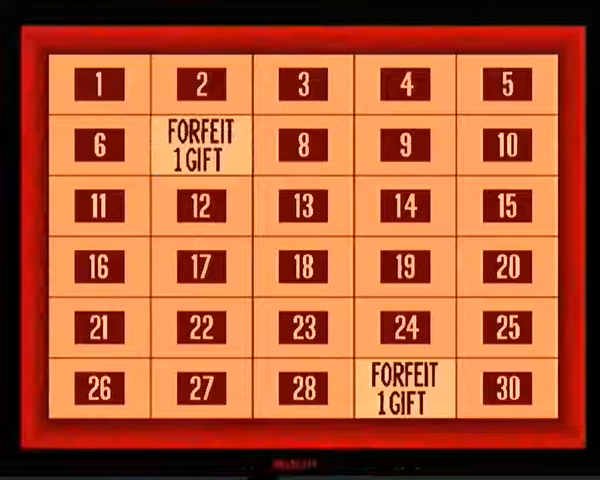 1 2 3 4 5
6 FORFEIT 1 GIFT 8 9 10
11 12 13 14 15
16 17 18 19 20
21 22 23 24 25
26 27 28 FORFEIT 1 GIFT 30